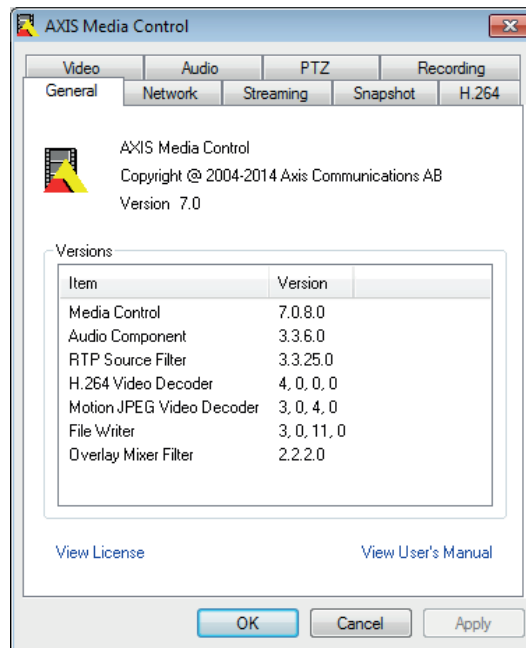 AXIS Media Control
Video Audio PTZ Recording
General Network Streaming Snapshot H.264
AXIS Media Control
Copyright @ 2004-2014 Axis Communications AB
Version 7.0
Versions
Item Version
Media Control 7.0.8.0
Audio Component 3.3.6.0
RTP Source Filter 3.3.25.0
H.264 Video Decoder 4, 0, 0, 0
Motion JPEG Video Decoder 3, 0, 4, 0
File Writer 3, 0, 11, 0
Overlay Mixer Filter 2.2.2.0
View License View User's Manual
OK Cancel Apply